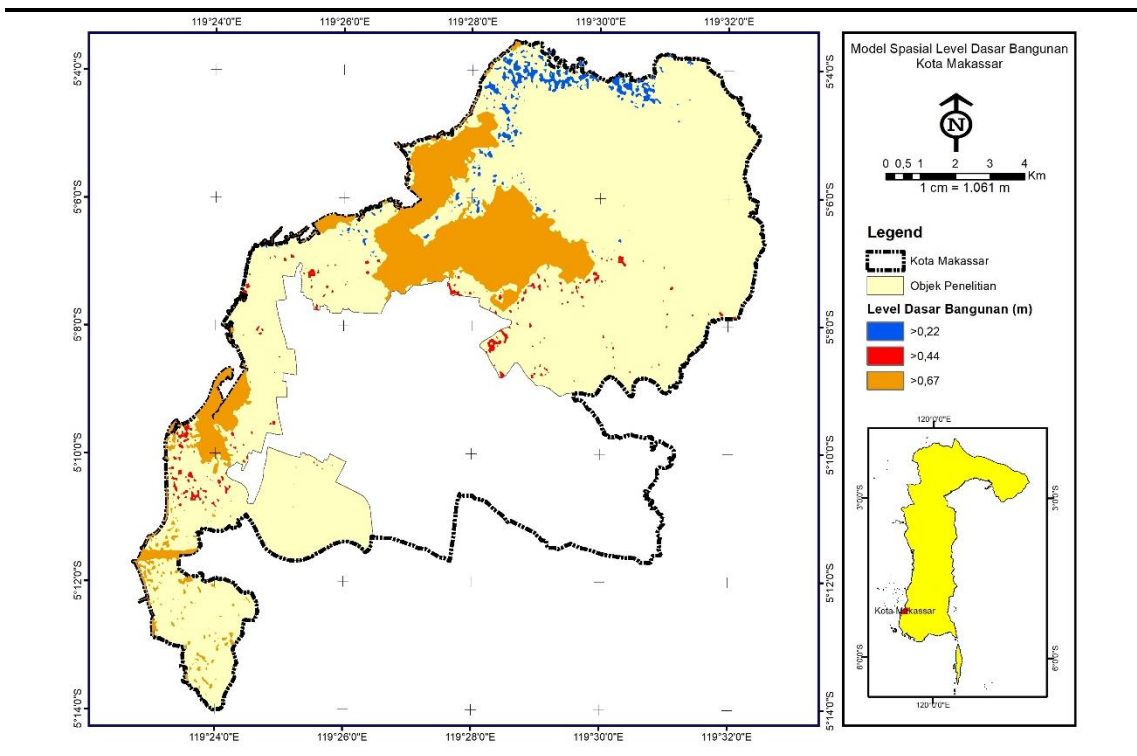 119°24'0"E 119°26'0"E 119°28'0"E 119°30'0"E 119°32'0"E
5°4'0"S 5°4'0"S
5°6'0"S 5°6'0"S
5°8'0"S 5°8'0"S
5°10'0"S 5°10'0"S
5°12'0"S 5°12'0"S
5°14'0"S 5°14'0"S
119°24'0"E 119°26'0"E 119°28'0"E 119°30'0"E 119°32'0"E
Model Spasial Level Dasar Bangunan
Kota Makassar
N
0 0,5 1 2 3 4
Km
1 cm = 1.061 m
Legend
Kota Makassar
Objek Penelitian
Level Dasar Bangunan (m)
>0,22
>0,44
>0,67
120°0'0"E
3°0'0"S 3°0'0"S
Kota Makassar
6°0'0"S 6°0'0"S
120°0'0"E